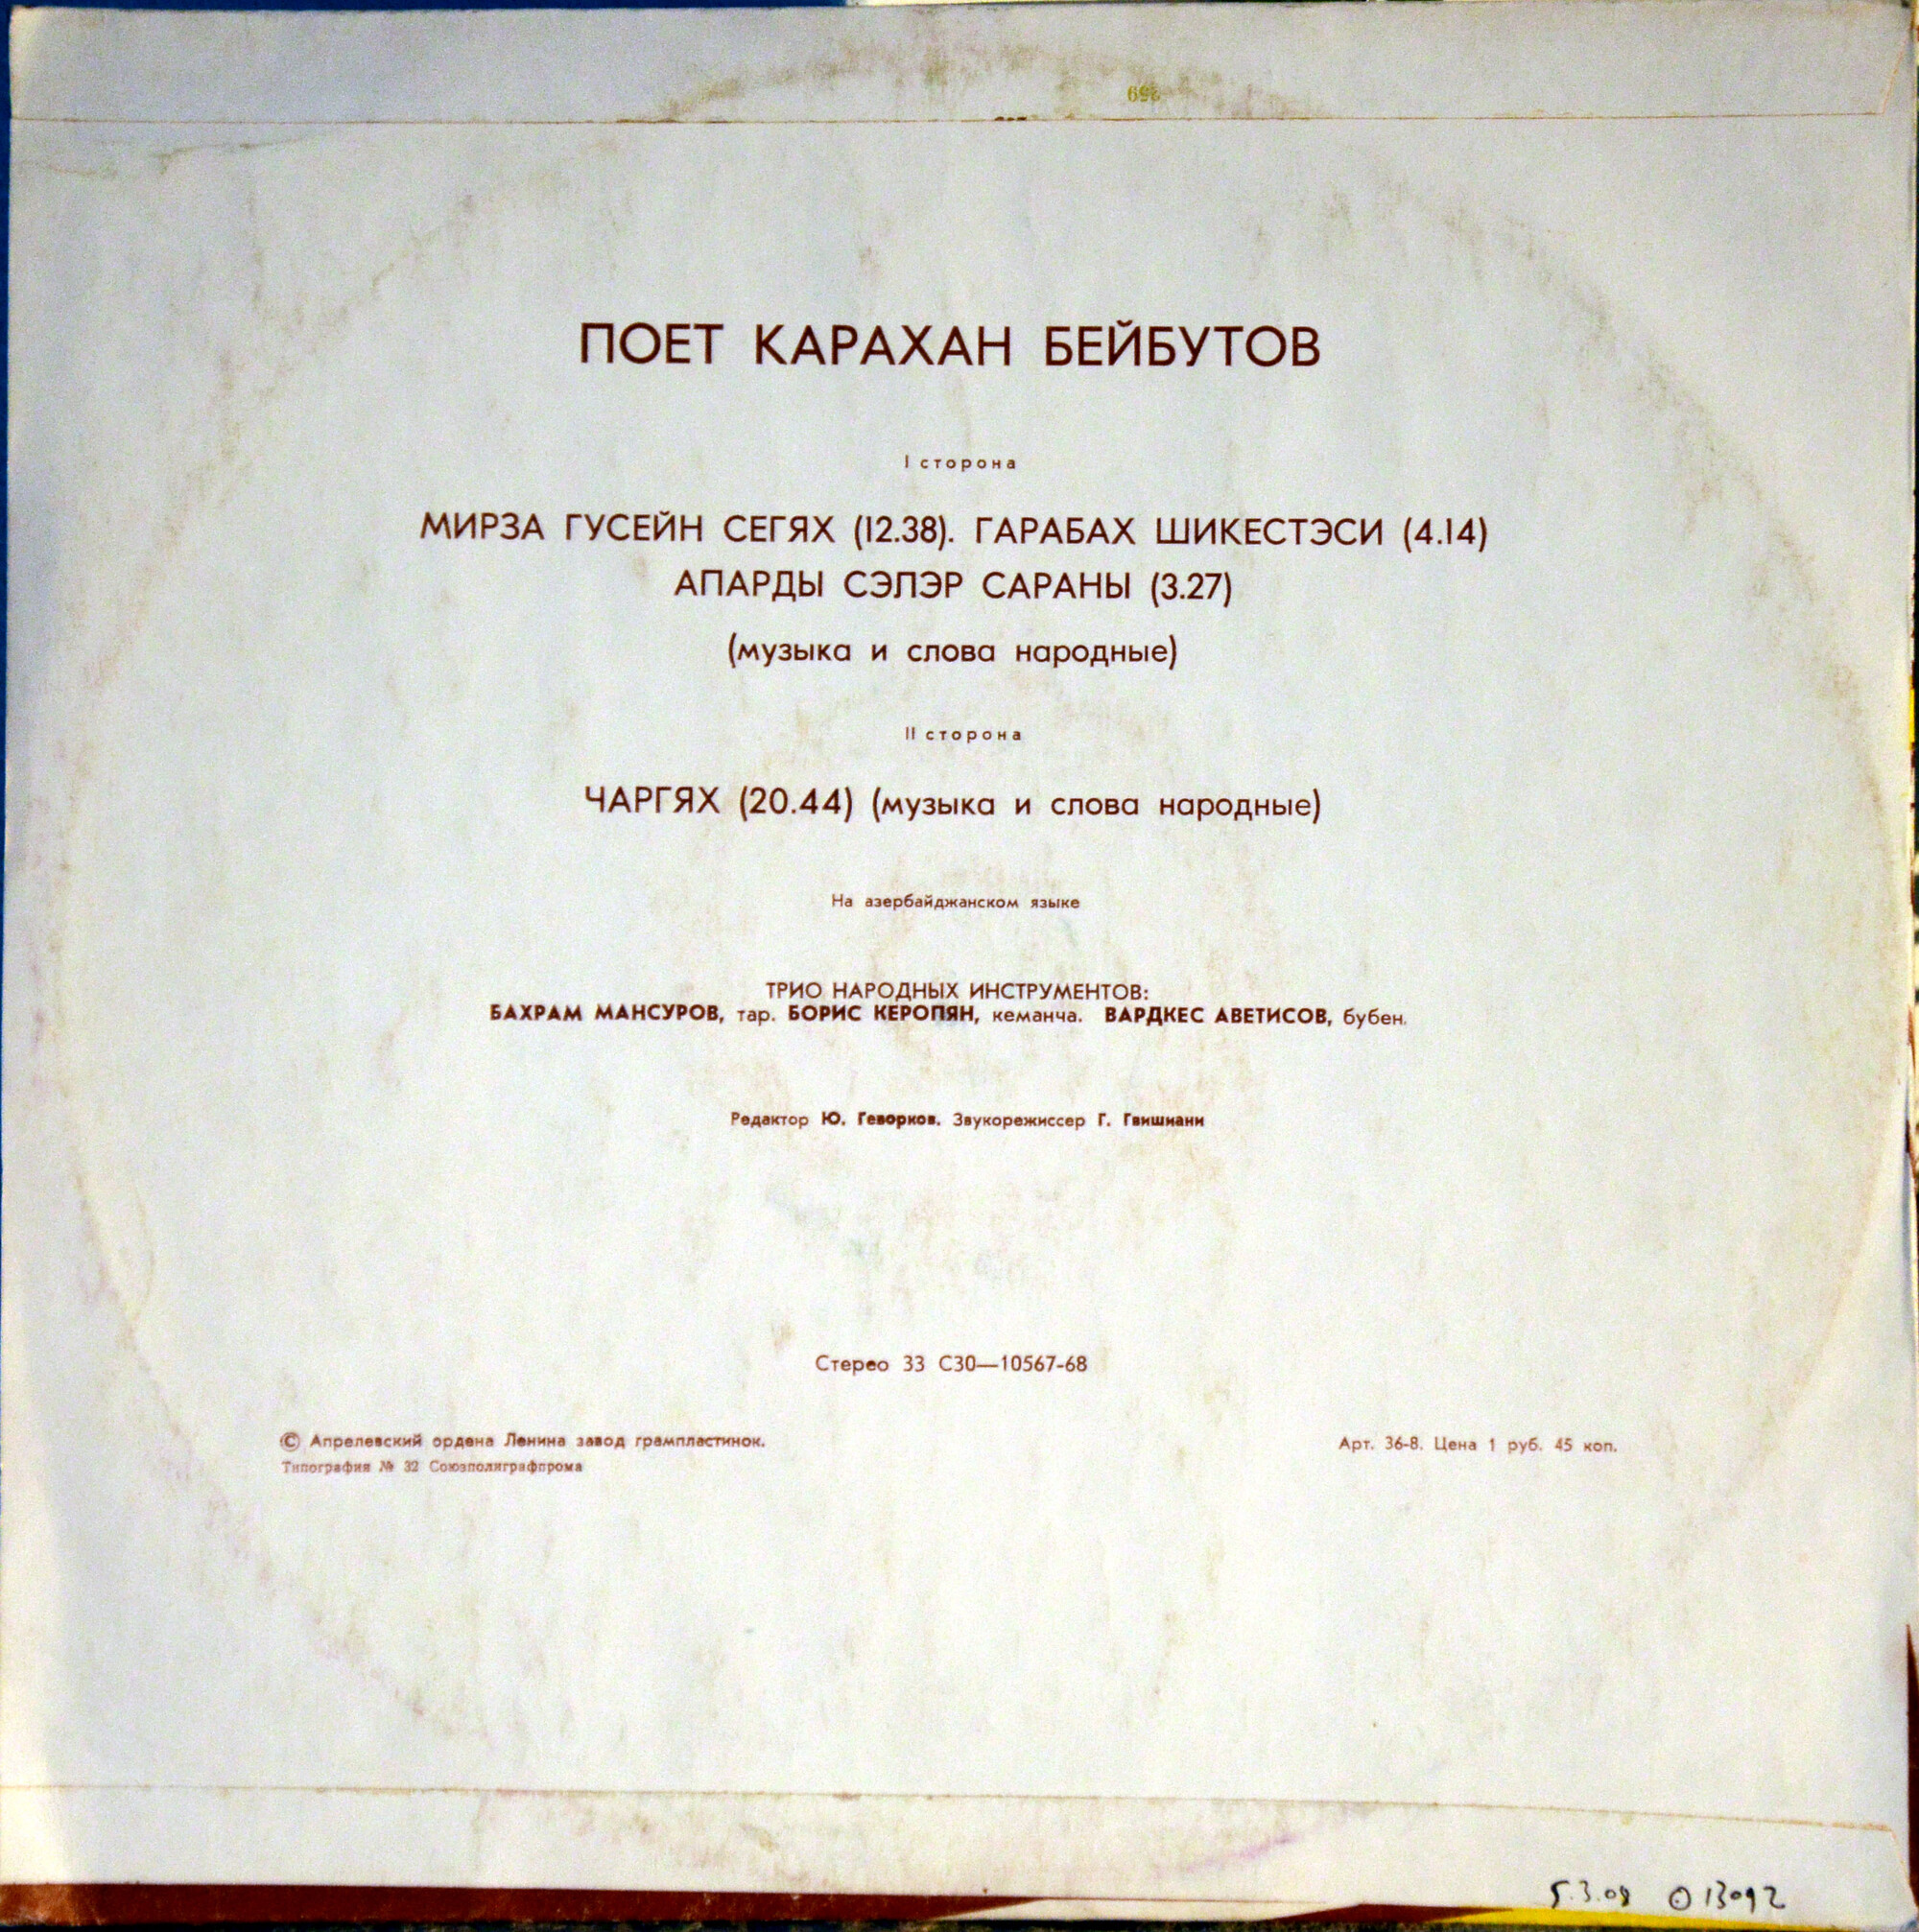 ПОЕТ КАРАХАН БЕЙБУТОВ
I сторона
МИРЗА ГУСЕЙН СЕГЯХ (12.38). ГАРАБАХ ШИКЕСТЭСИ (4.14)
АПАРДЫ СЭЛЭР САРАНЫ (3.27)
(музыка и слова народные)
II сторона
ЧАРГЯХ (20.44) (музыка и слова народные)
На азербайджанском языке
ТРИО НАРОДНЫХ ИНСТРУМЕНТОВ:
БАХРАМ МАНСУРОВ, тар. БОРИС КЕРОПЯН, кеманча. ВАРДКЕС АВЕТИСОВ, бубен.
Редактор Ю. Геворков. Звукорежиссер Г. Гвишиани
Стерео 33 С30—10567-68
© Апрелевский ордена Ленина завод грампластинок.
Арт. 36-8. Цена 1 руб. 45 коп.
Типография № 32 Союзполиграфпрома
5.3.08 013092